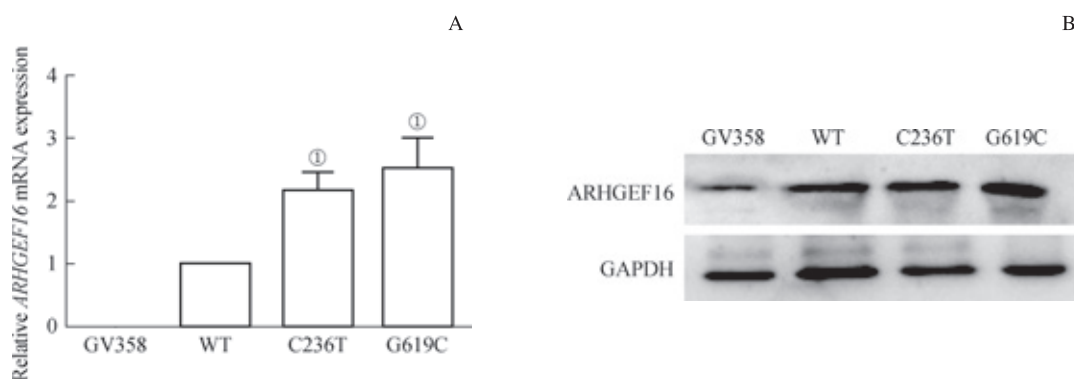 A
Relative ARHGEF16 mRNA expression
4
3
2
1
0
①
①
GV358 WT C236T G619C
B
GV358 WT C236T G619C
ARHGEF16
GAPDH